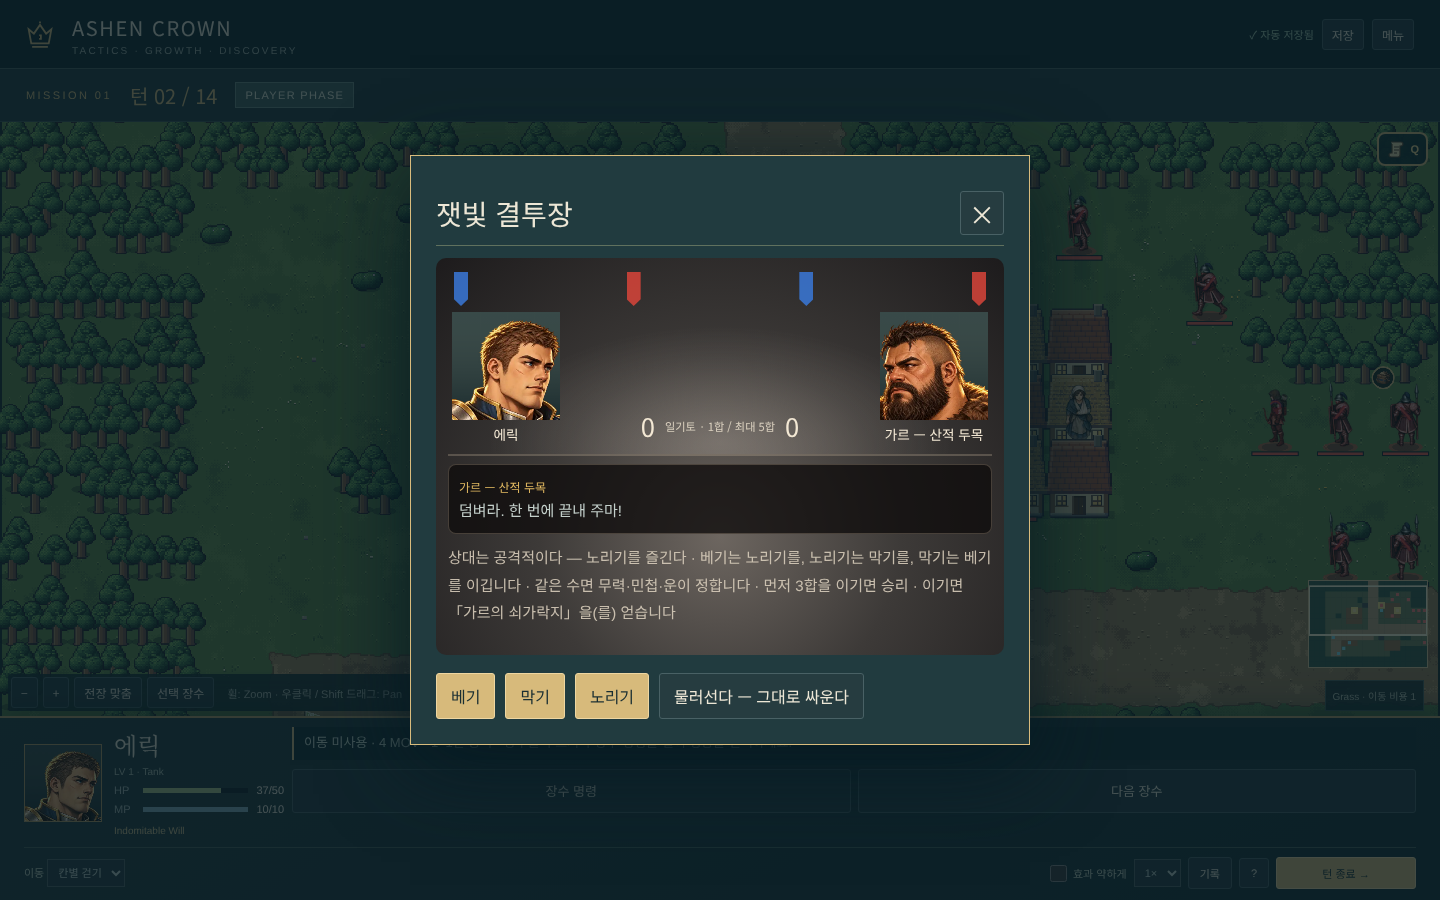 ASHEN CROWN
TACTICS · GROWTH · DISCOVERY
✓ 자동 저장됨
저장
메뉴
MISSION 01
턴 02 / 14
PLAYER PHASE
Q
잿빛 결투장
에릭
0 일기토 · 1합 / 최대 5합 0
가르 — 산적 두목
가르 — 산적 두목
덤벼라. 한 번에 끝내 주마!
상대는 공격적이다 — 노리기를 즐긴다 · 베기는 노리기를, 노리기는 막기를, 막기는 베기
를 이깁니다 · 같은 수면 무력·민첩·운이 정합니다 · 먼저 3합을 이기면 승리 · 이기면
「가르의 쇠가락지」을(를) 얻습니다
베기
막기
노리기
물러선다 — 그대로 싸운다
−
+
전장 맞춤
선택 장수
휠: Zoom · 우클릭 / Shift 드래그: Pan
Grass · 이동 비용 1
에릭
LV 1 · Tank
HP 37/50
MP 10/10
Indomitable Will
이동 미사용 · 4
장수 명령
다음 장수
이동
칸별 걷기
효과 약하게
1×
기록
?
턴 종료 →